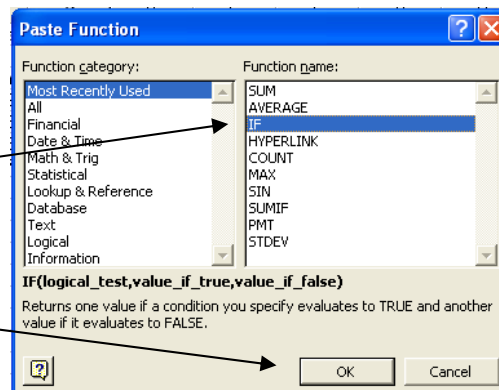 Paste Function
Function category:
Function name:
Most Recently Used
All
Financial
Date & Time
Math & Trig
Statistical
Lookup & Reference
Database
Text
Logical
Information
SUM
AVERAGE
IF
HYPERLINK
COUNT
MAX
SIN
SUMIF
PMT
STDEV
IF(logical_test,value_if_true,value_if_false)
Returns one value if a condition you specify evaluates to TRUE and another
value if it evaluates to FALSE.
OK
Cancel